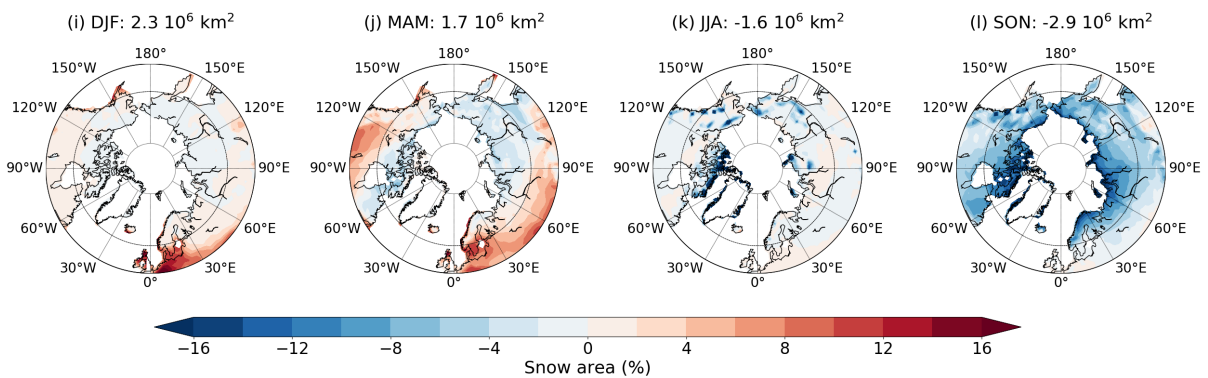 (i) DJF: 2.3 10⁶ km² (j) MAM: 1.7 10⁶ km² (k) JJA: -1.6 10⁶ km² (l) SON: -2.9 10⁶ km²
180° 180° 180° 180°
150°W 150°E 150°W 150°E 150°W 150°E 150°W 150°E
120°W 120°E 120°W 120°E 120°W 120°E 120°W 120°E
90°W 90°E 90°W 90°E 90°W 90°E 90°W 90°E
60°W 60°E 60°W 60°E 60°W 60°E 60°W 60°E
30°W 30°E 30°W 30°E 30°W 30°E 30°W 30°E
0° 0° 0° 0°
−16 −12 −8 −4 0 4 8 12 16
Snow area (%)